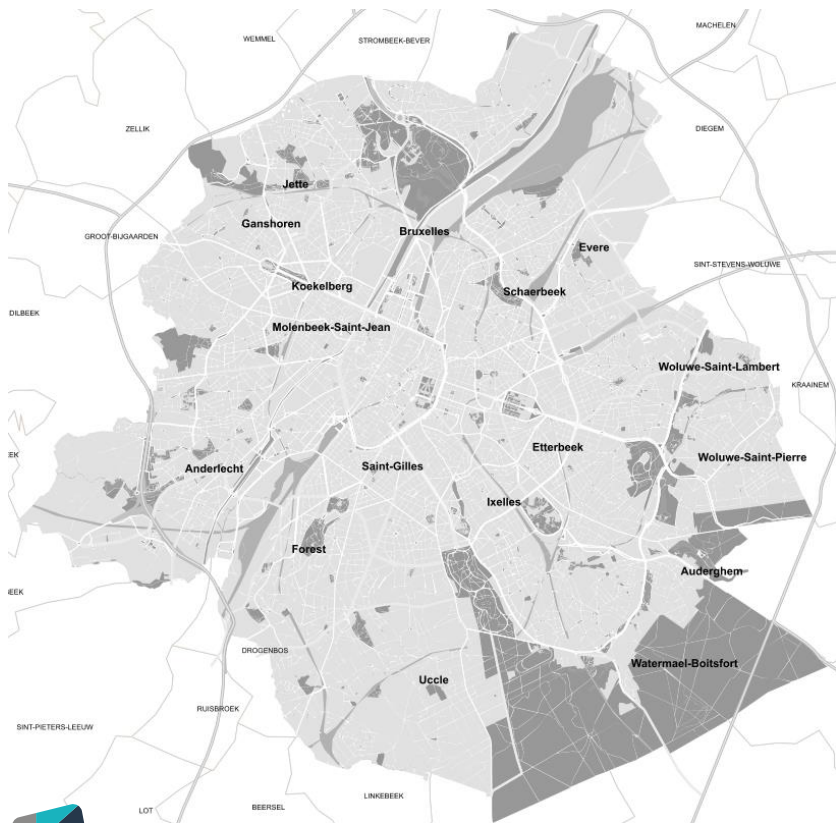 MACHELEN
WEMMEL
STROMBEEK-BEVER
ZELLIK
DIEGEM
Jette
Ganshoren
Bruxelles
GROOT-BIJGAARDEN
Evere
SINT-STEVENS-WOLUWE
Koekelberg
Schaerbeek
DILBEEK
Molenbeek-Saint-Jean
Woluwe-Saint-Lambert
KRAAINEM
Etterbeek
EEK
Anderlecht
Saint-Gilles
Woluwe-Saint-Pierre
Ixelles
Forest
Auderghem
EEK
DROGENBOS
Watermael-Boitsfort
Uccle
RUISBROEK
SINT-PIETERS-LEEUW
LINKEBEEK
LOT
BEERSEL